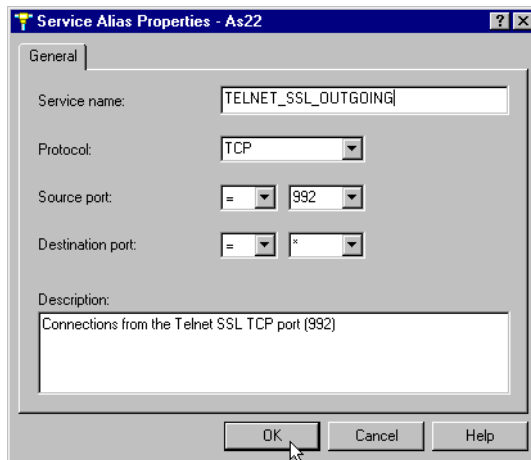 Service Alias Properties - As22
General
Service name: TELNET_SSL_OUTGOING
Protocol: TCP
Source port: = 992
Destination port: = *
Description:
Connections from the Telnet SSL TCP port (992)
OK Cancel Help